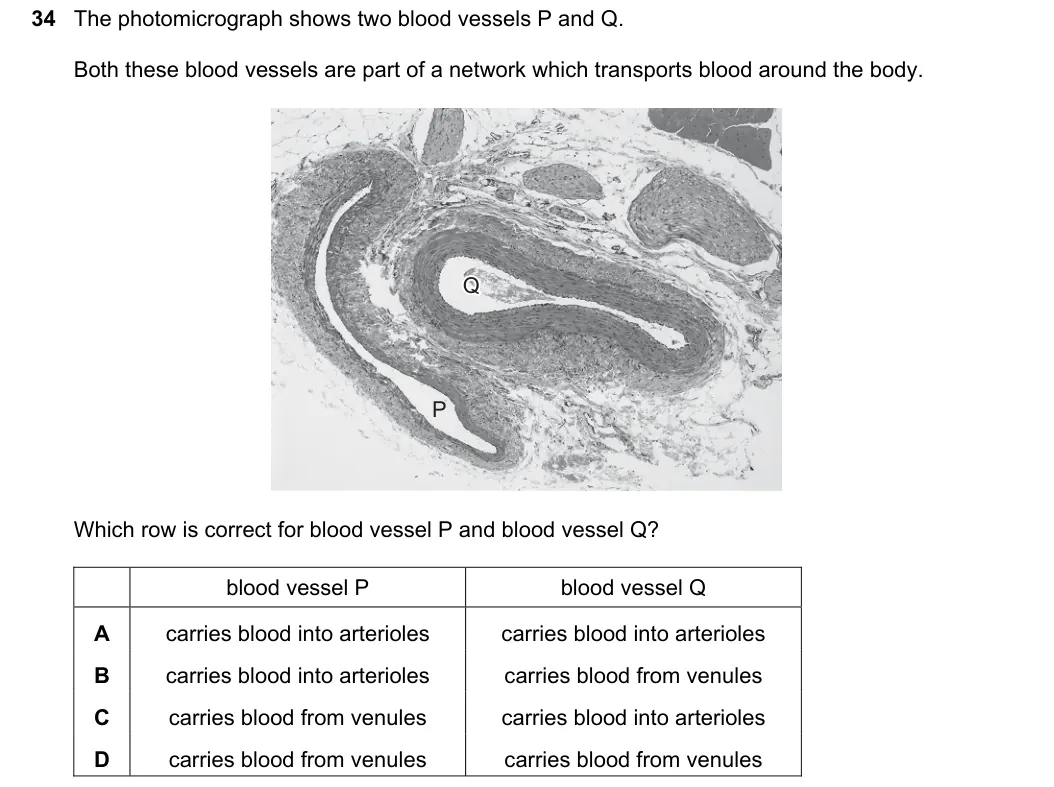 34 The photomicrograph shows two blood vessels P and Q.
Both these blood vessels are part of a network which transports blood around the body.
Q
P
Which row is correct for blood vessel P and blood vessel Q?
blood vessel P blood vessel Q
A carries blood into arterioles carries blood into arterioles
B carries blood into arterioles carries blood from venules
C carries blood from venules carries blood into arterioles
D carries blood from venules carries blood from venules